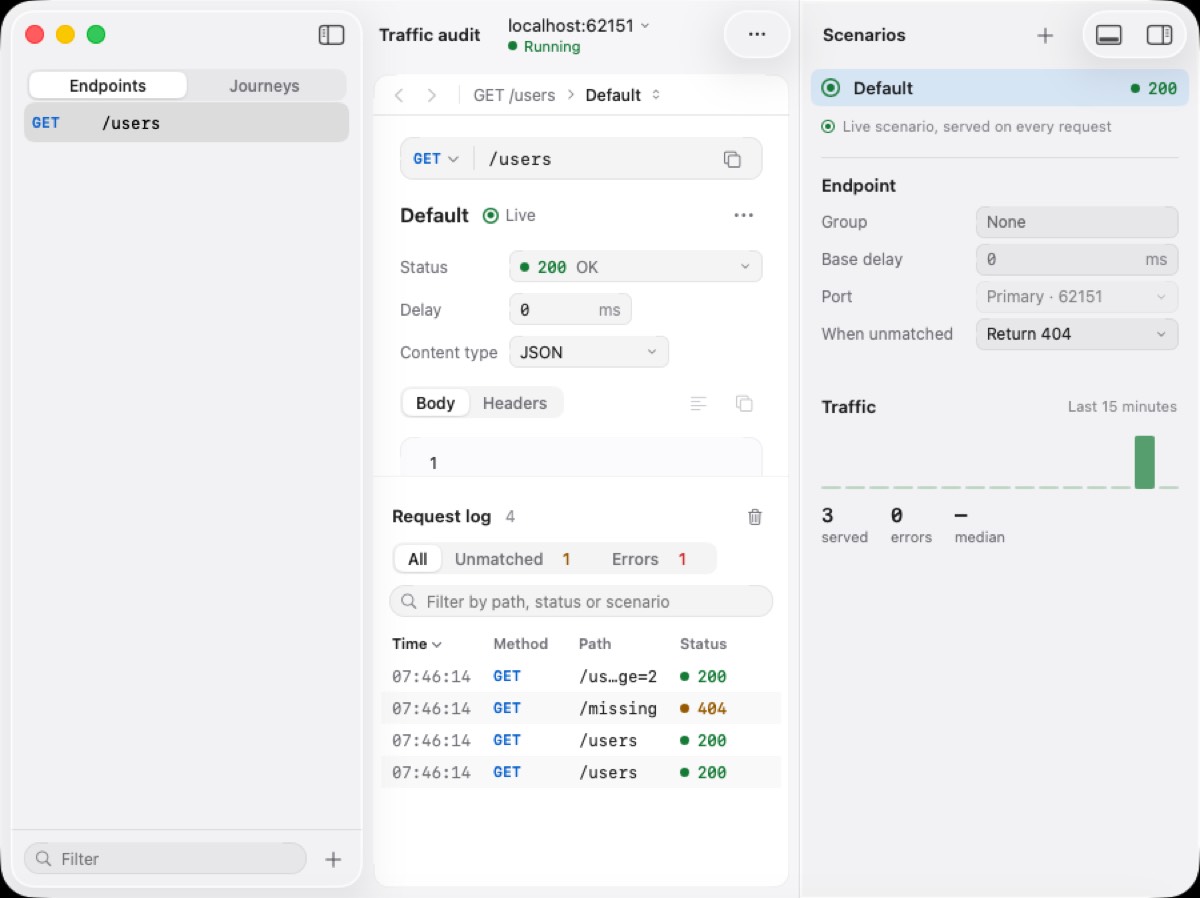 Endpoints Journeys
GET /users
Filter
Traffic audit
localhost:62151
Running
GET /users Default
GET /users
Default Live
Status 200 OK
Delay 0 ms
Content type JSON
Body Headers
1
Request log 4
All Unmatched 1 Errors 1
Filter by path, status or scenario
Time Method Path Status
07:46:14 GET /us…ge=2 200
07:46:14 GET /missing 404
07:46:14 GET /users 200
07:46:14 GET /users 200
Scenarios
Default 200
Live scenario, served on every request
Endpoint
Group None
Base delay 0 ms
Port Primary · 62151
When unmatched Return 404
Traffic Last 15 minutes
3 0 –
served errors median